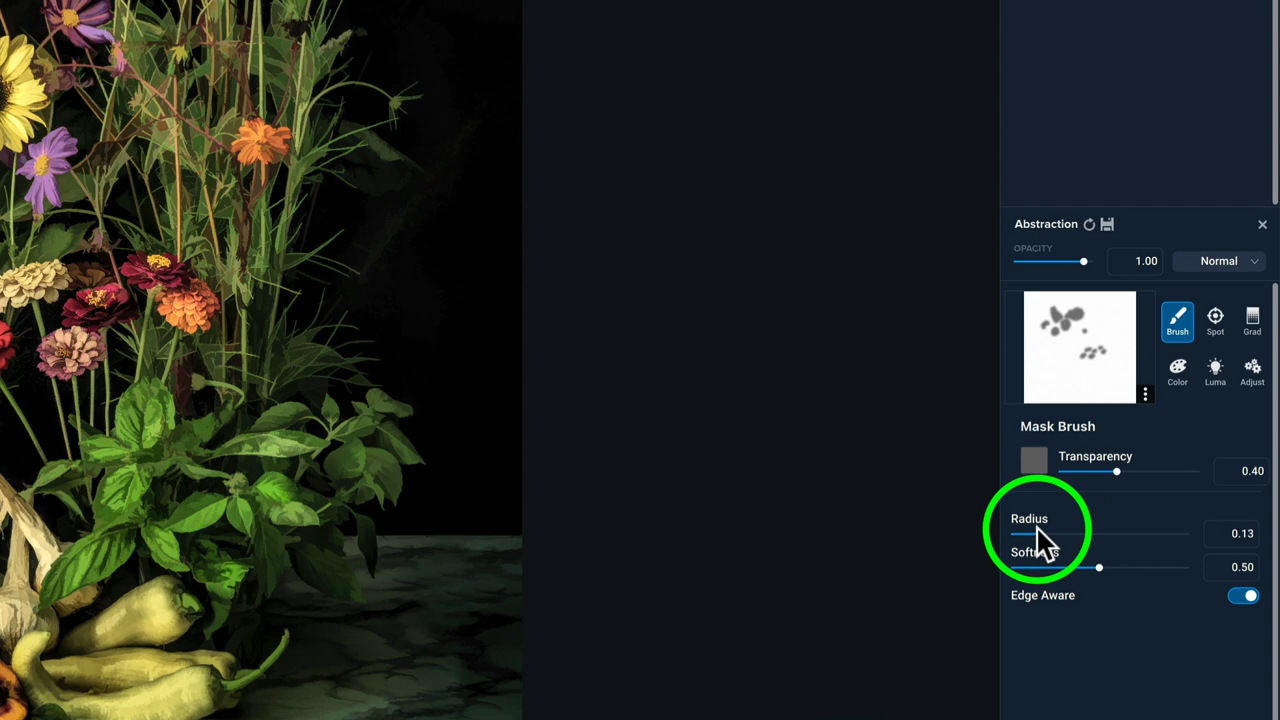 Abstraction
OPACITY
1.00
Normal
Brush
Spot
Grad
Color
Luma
Adjust
Mask Brush
Transparency
0.40
Radius
0.13
0.50
Edge Aware